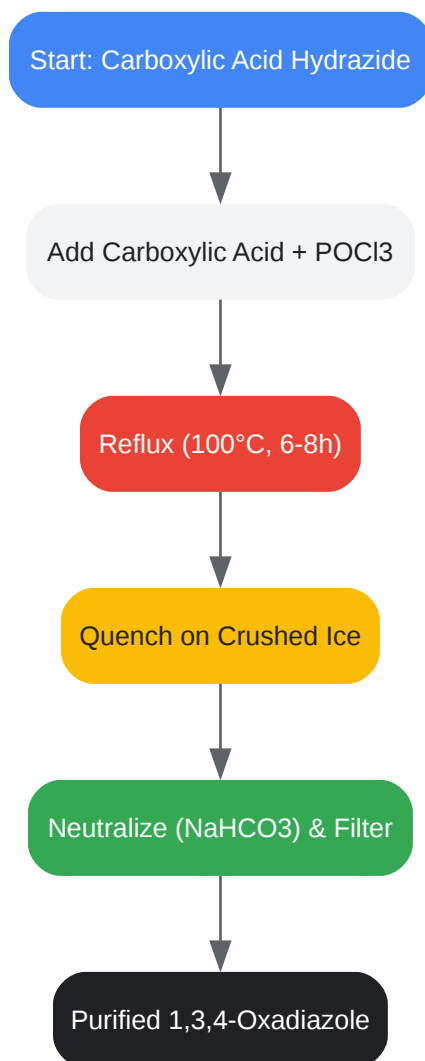 Start: Carboxylic Acid Hydrazide
Add Carboxylic Acid + POCl3
Reflux (100°C, 6-8h)
Quench on Crushed Ice
Neutralize (NaHCO3) & Filter
Purified 1,3,4-Oxadiazole